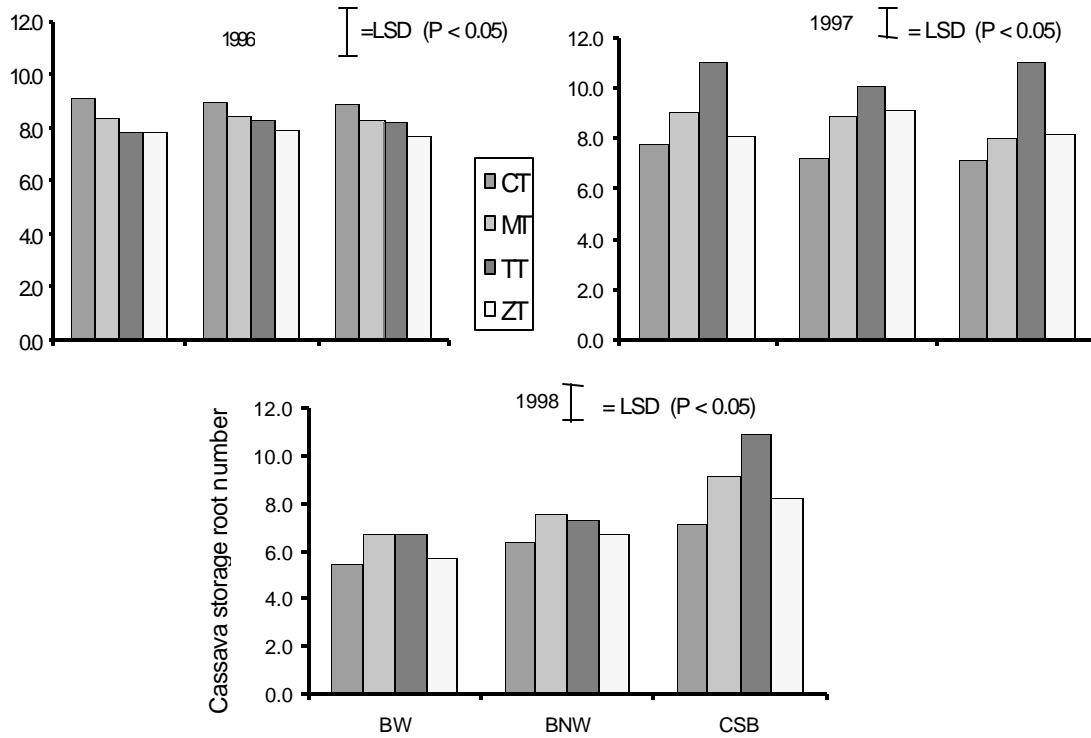 12.0
10.0
8.0
6.0
4.0
2.0
0.0
1996
=LSD (P < 0.05)
CT
MT
TT
ZT
12.0
10.0
8.0
6.0
4.0
2.0
0.0
1997
= LSD (P < 0.05)
Cassava storage root number
12.0
10.0
8.0
6.0
4.0
2.0
0.0
1998
= LSD (P < 0.05)
BW
BNW
CSB